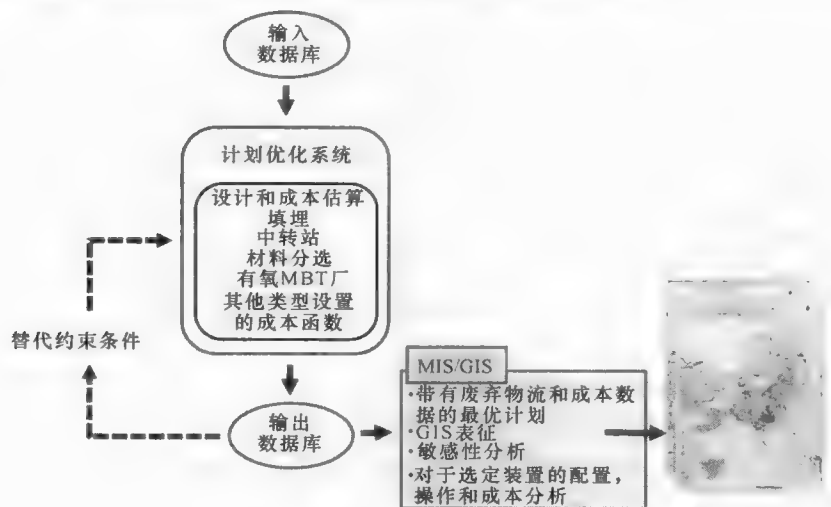 输入
数据库
计划优化系统
设计和成本估算
填埋
中转站
材料分选
有氧MBT厂
其他类型设置
的成本函数
替代约束条件
输出
数据库
MIS/GIS
·带有废弃物流和成本数
据的最优计划
·GIS表征
·敏感性分析
·对于选定装置的配置，
操作和成本分析